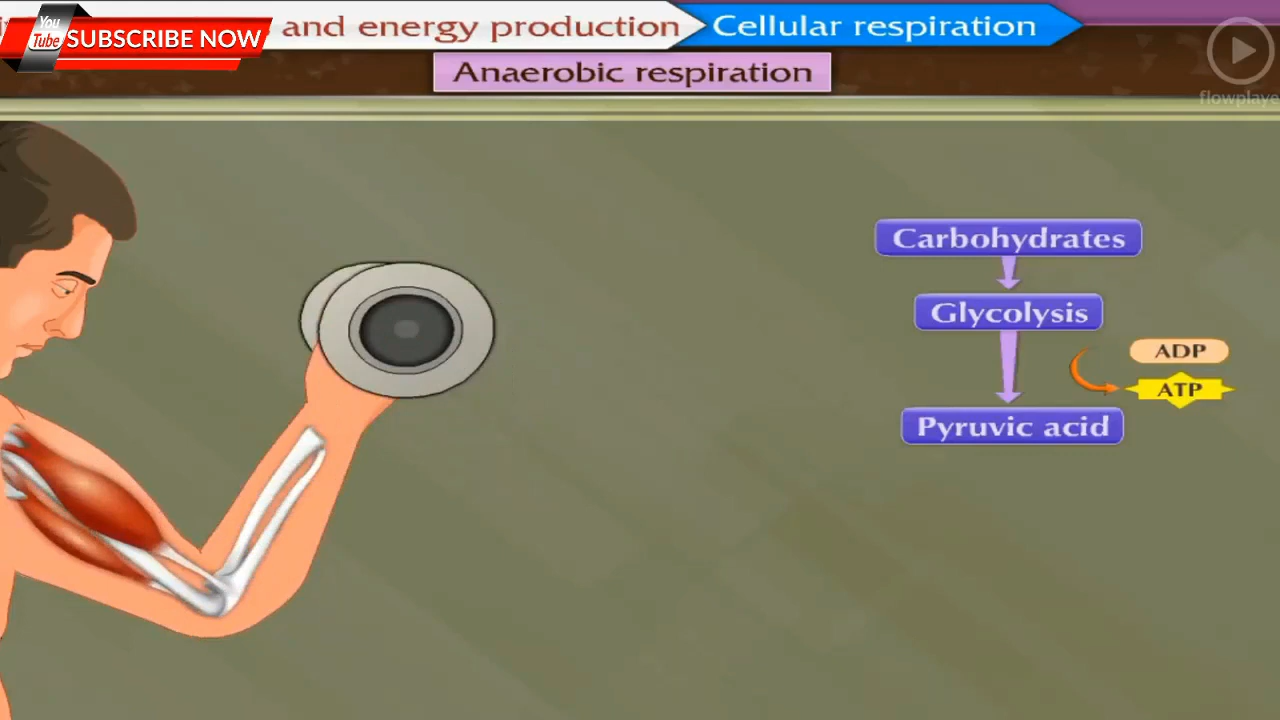 and energy production
Cellular respiration
You
Tube
SUBSCRIBE NOW
Anaerobic respiration
flowplaye
Carbohydrates
Glycolysis
ADP
ATP
Pyruvic acid